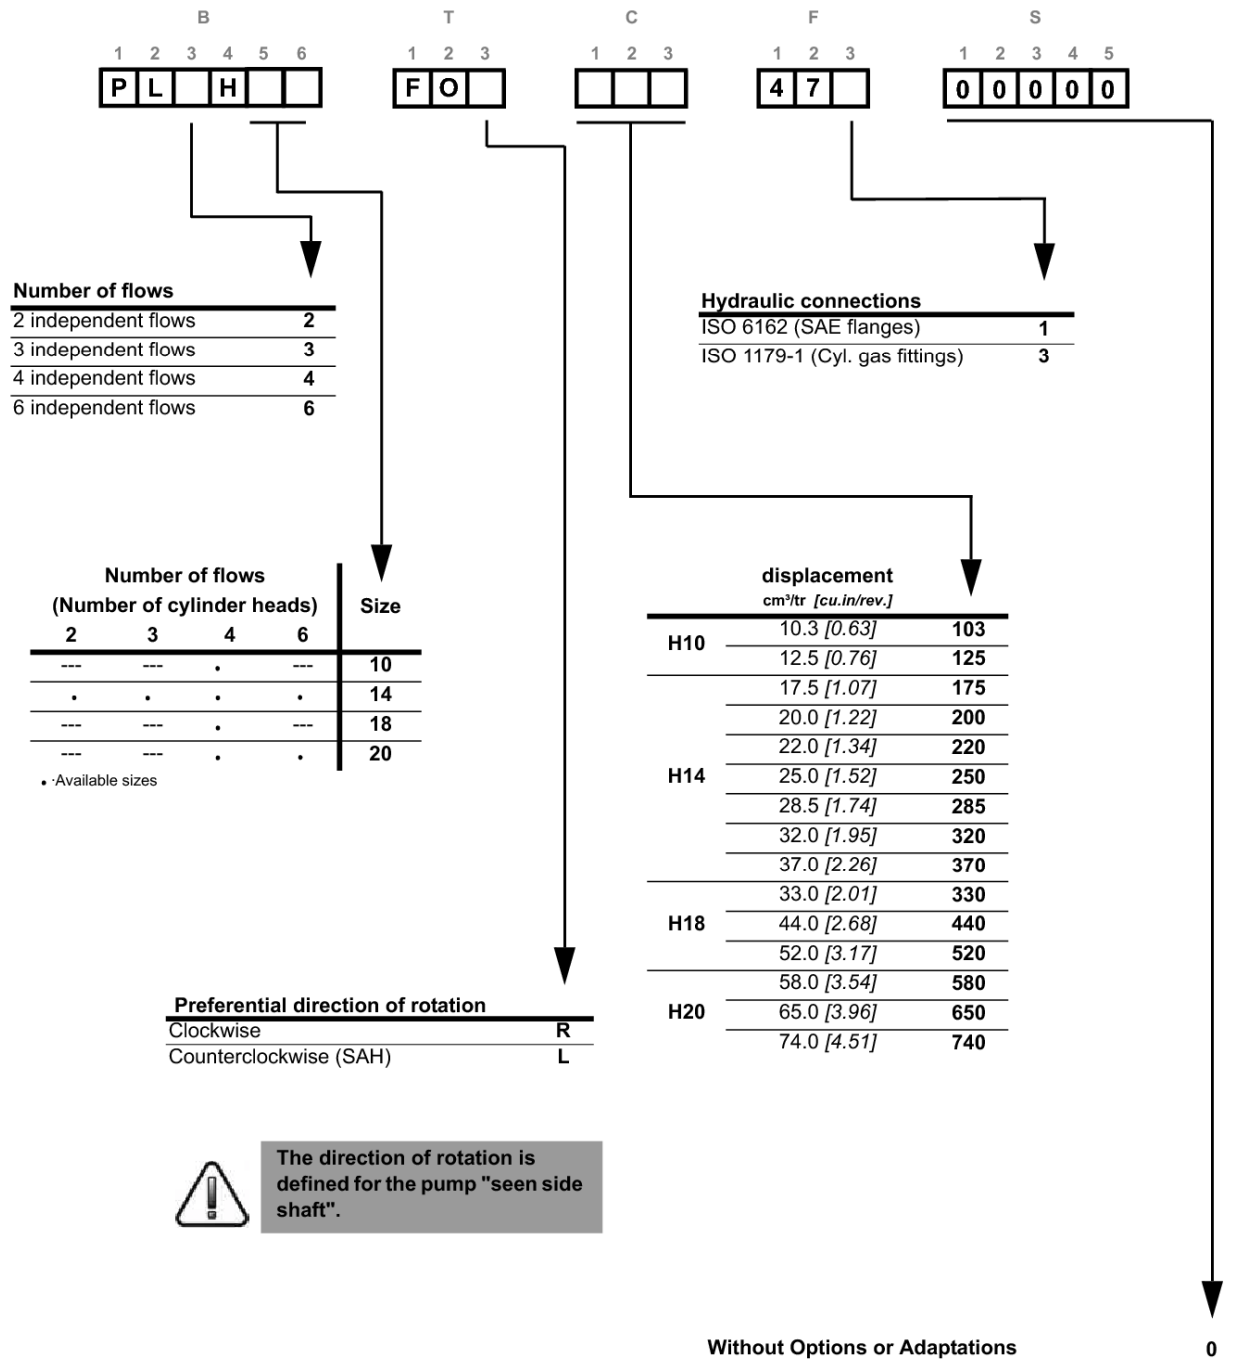 B T C F S
1 2 3 4 5 6 1 2 3 1 2 3 1 2 3 1 2 3 4 5
P L H F O 4 7 0 0 0 0 0
Number of flows
2 independent flows 2
3 independent flows 3
4 independent flows 4
6 independent flows 6
Hydraulic connections
ISO 6162 (SAE flanges) 1
ISO 1179-1 (Cyl. gas fittings) 3
Number of flows
(Number of cylinder heads) Size
2 3 4 6
--- --- . --- 10
. . . . 14
--- --- . --- 18
--- --- . . 20
• ·Available sizes
displacement
cm³/tr [cu.in/rev.]
H10
10.3 [0.63] 103
12.5 [0.76] 125
H14
17.5 [1.07] 175
20.0 [1.22] 200
22.0 [1.34] 220
25.0 [1.52] 250
28.5 [1.74] 285
32.0 [1.95] 320
37.0 [2.26] 370
H18
33.0 [2.01] 330
44.0 [2.68] 440
52.0 [3.17] 520
H20
58.0 [3.54] 580
65.0 [3.96] 650
74.0 [4.51] 740
Preferential direction of rotation
Clockwise R
Counterclockwise (SAH) L
!
The direction of rotation is
defined for the pump "seen side
shaft".
Without Options or Adaptations 0